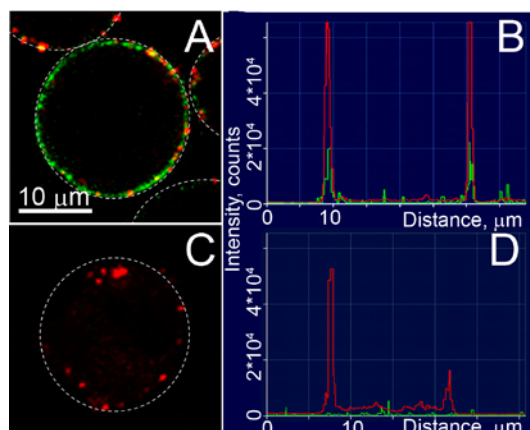 A
10 μm
B
Intensity, counts
4*10⁴
2*10⁴
0
10
Distance, μm
C
D
4*10⁴
2*10⁴
0
10
Distance, μm